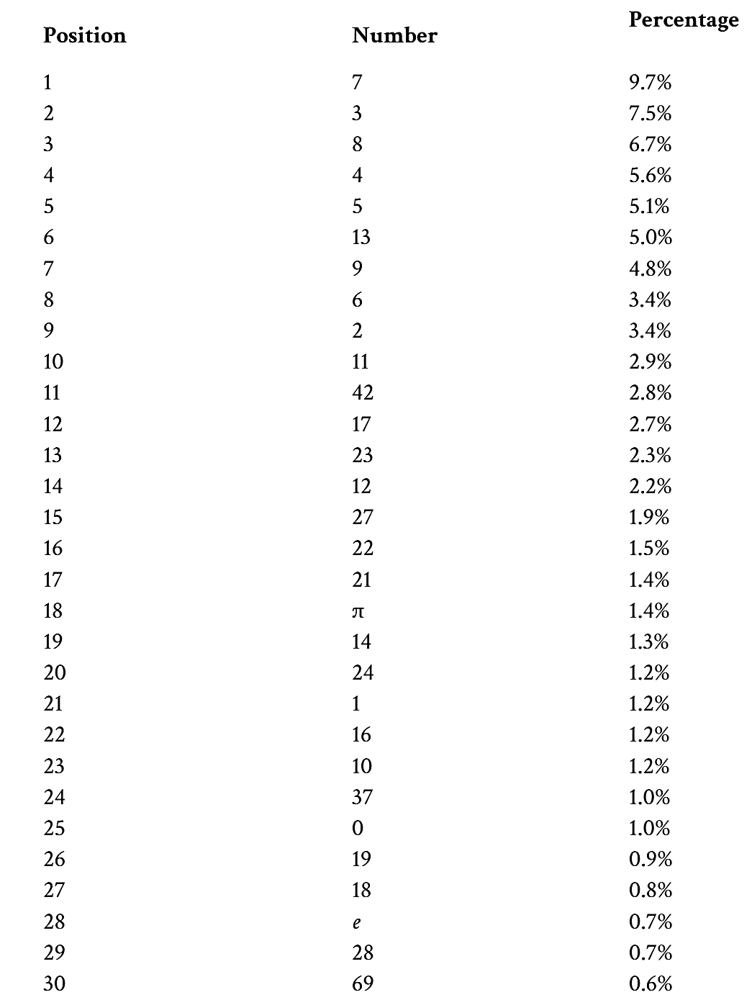 Position Number Percentage
1 7 9.7%
2 3 7.5%
3 8 6.7%
4 4 5.6%
5 5 5.1%
6 13 5.0%
7 9 4.8%
8 6 3.4%
9 2 3.4%
10 11 2.9%
11 42 2.8%
12 17 2.7%
13 23 2.3%
14 12 2.2%
15 27 1.9%
16 22 1.5%
17 21 1.4%
18 π 1.4%
19 14 1.3%
20 24 1.2%
21 1 1.2%
22 16 1.2%
23 10 1.2%
24 37 1.0%
25 0 1.0%
26 19 0.9%
27 18 0.8%
28 e 0.7%
29 28 0.7%
30 69 0.6%